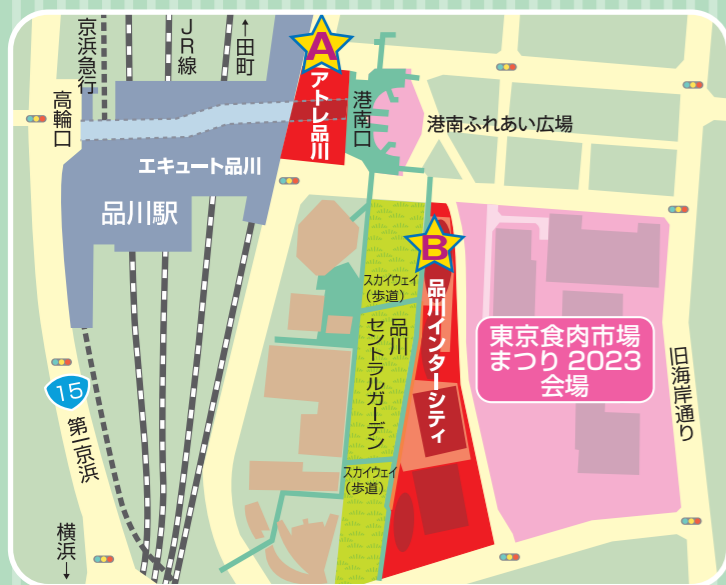 京浜急行
JR線
↑田町
A
アトレ品川
港南口
高輪口
港南ふれあい広場
エキュート品川
品川駅
B
スカイウェイ
(歩道)
品川インターシティ
品川
セントラルガーデン
東京食肉市場
まつり 2023
会場
旧海岸通り
15
第一京浜
スカイウェイ
(歩道)
横浜→